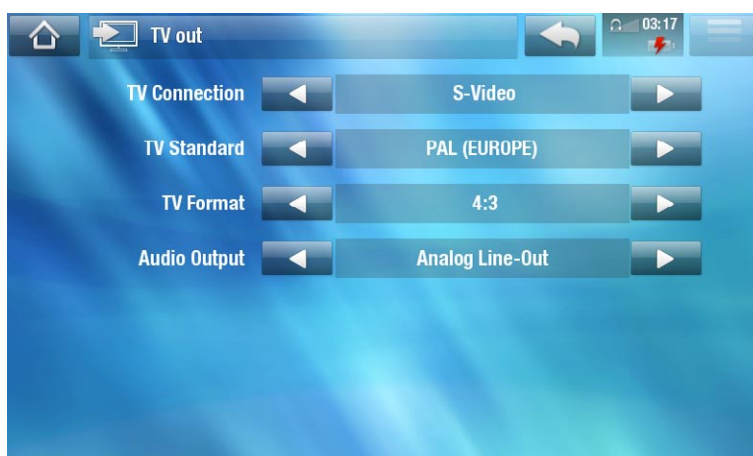 TV out
03:17
TV Connection S-Video
TV Standard PAL (EUROPE)
TV Format 4:3
Audio Output Analog Line-Out